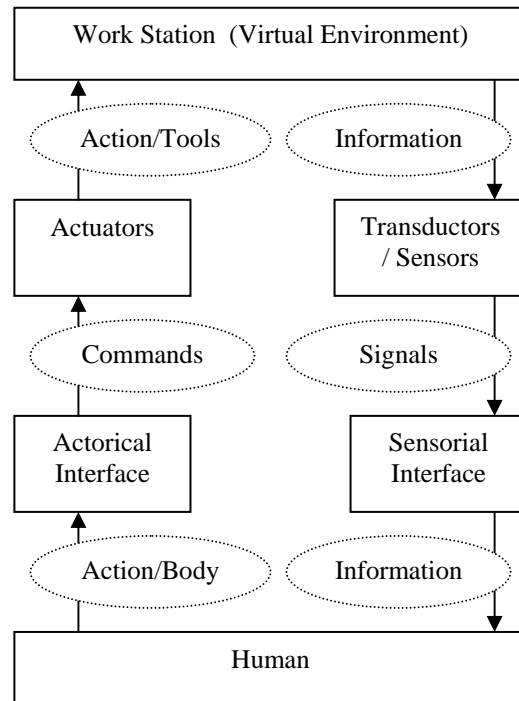 Work Station (Virtual Environment)
Action/Tools
Information
Actuators
Transductors
/ Sensors
Commands
Signals
Actorical
Interface
Sensorial
Interface
Action/Body
Information
Human